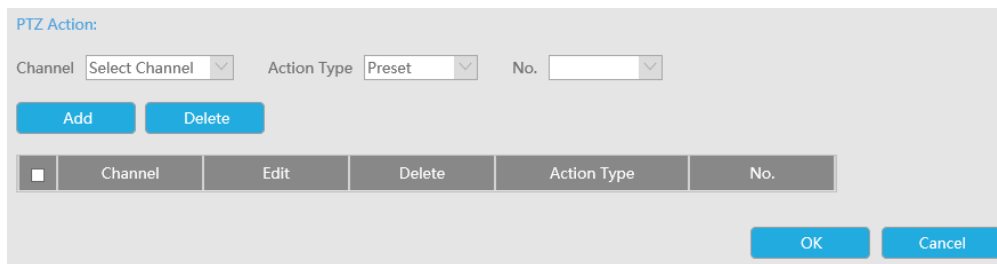 PTZ Action:
Channel Select Channel Action Type Preset No.
Add Delete
Channel Edit Delete Action Type No.
OK Cancel